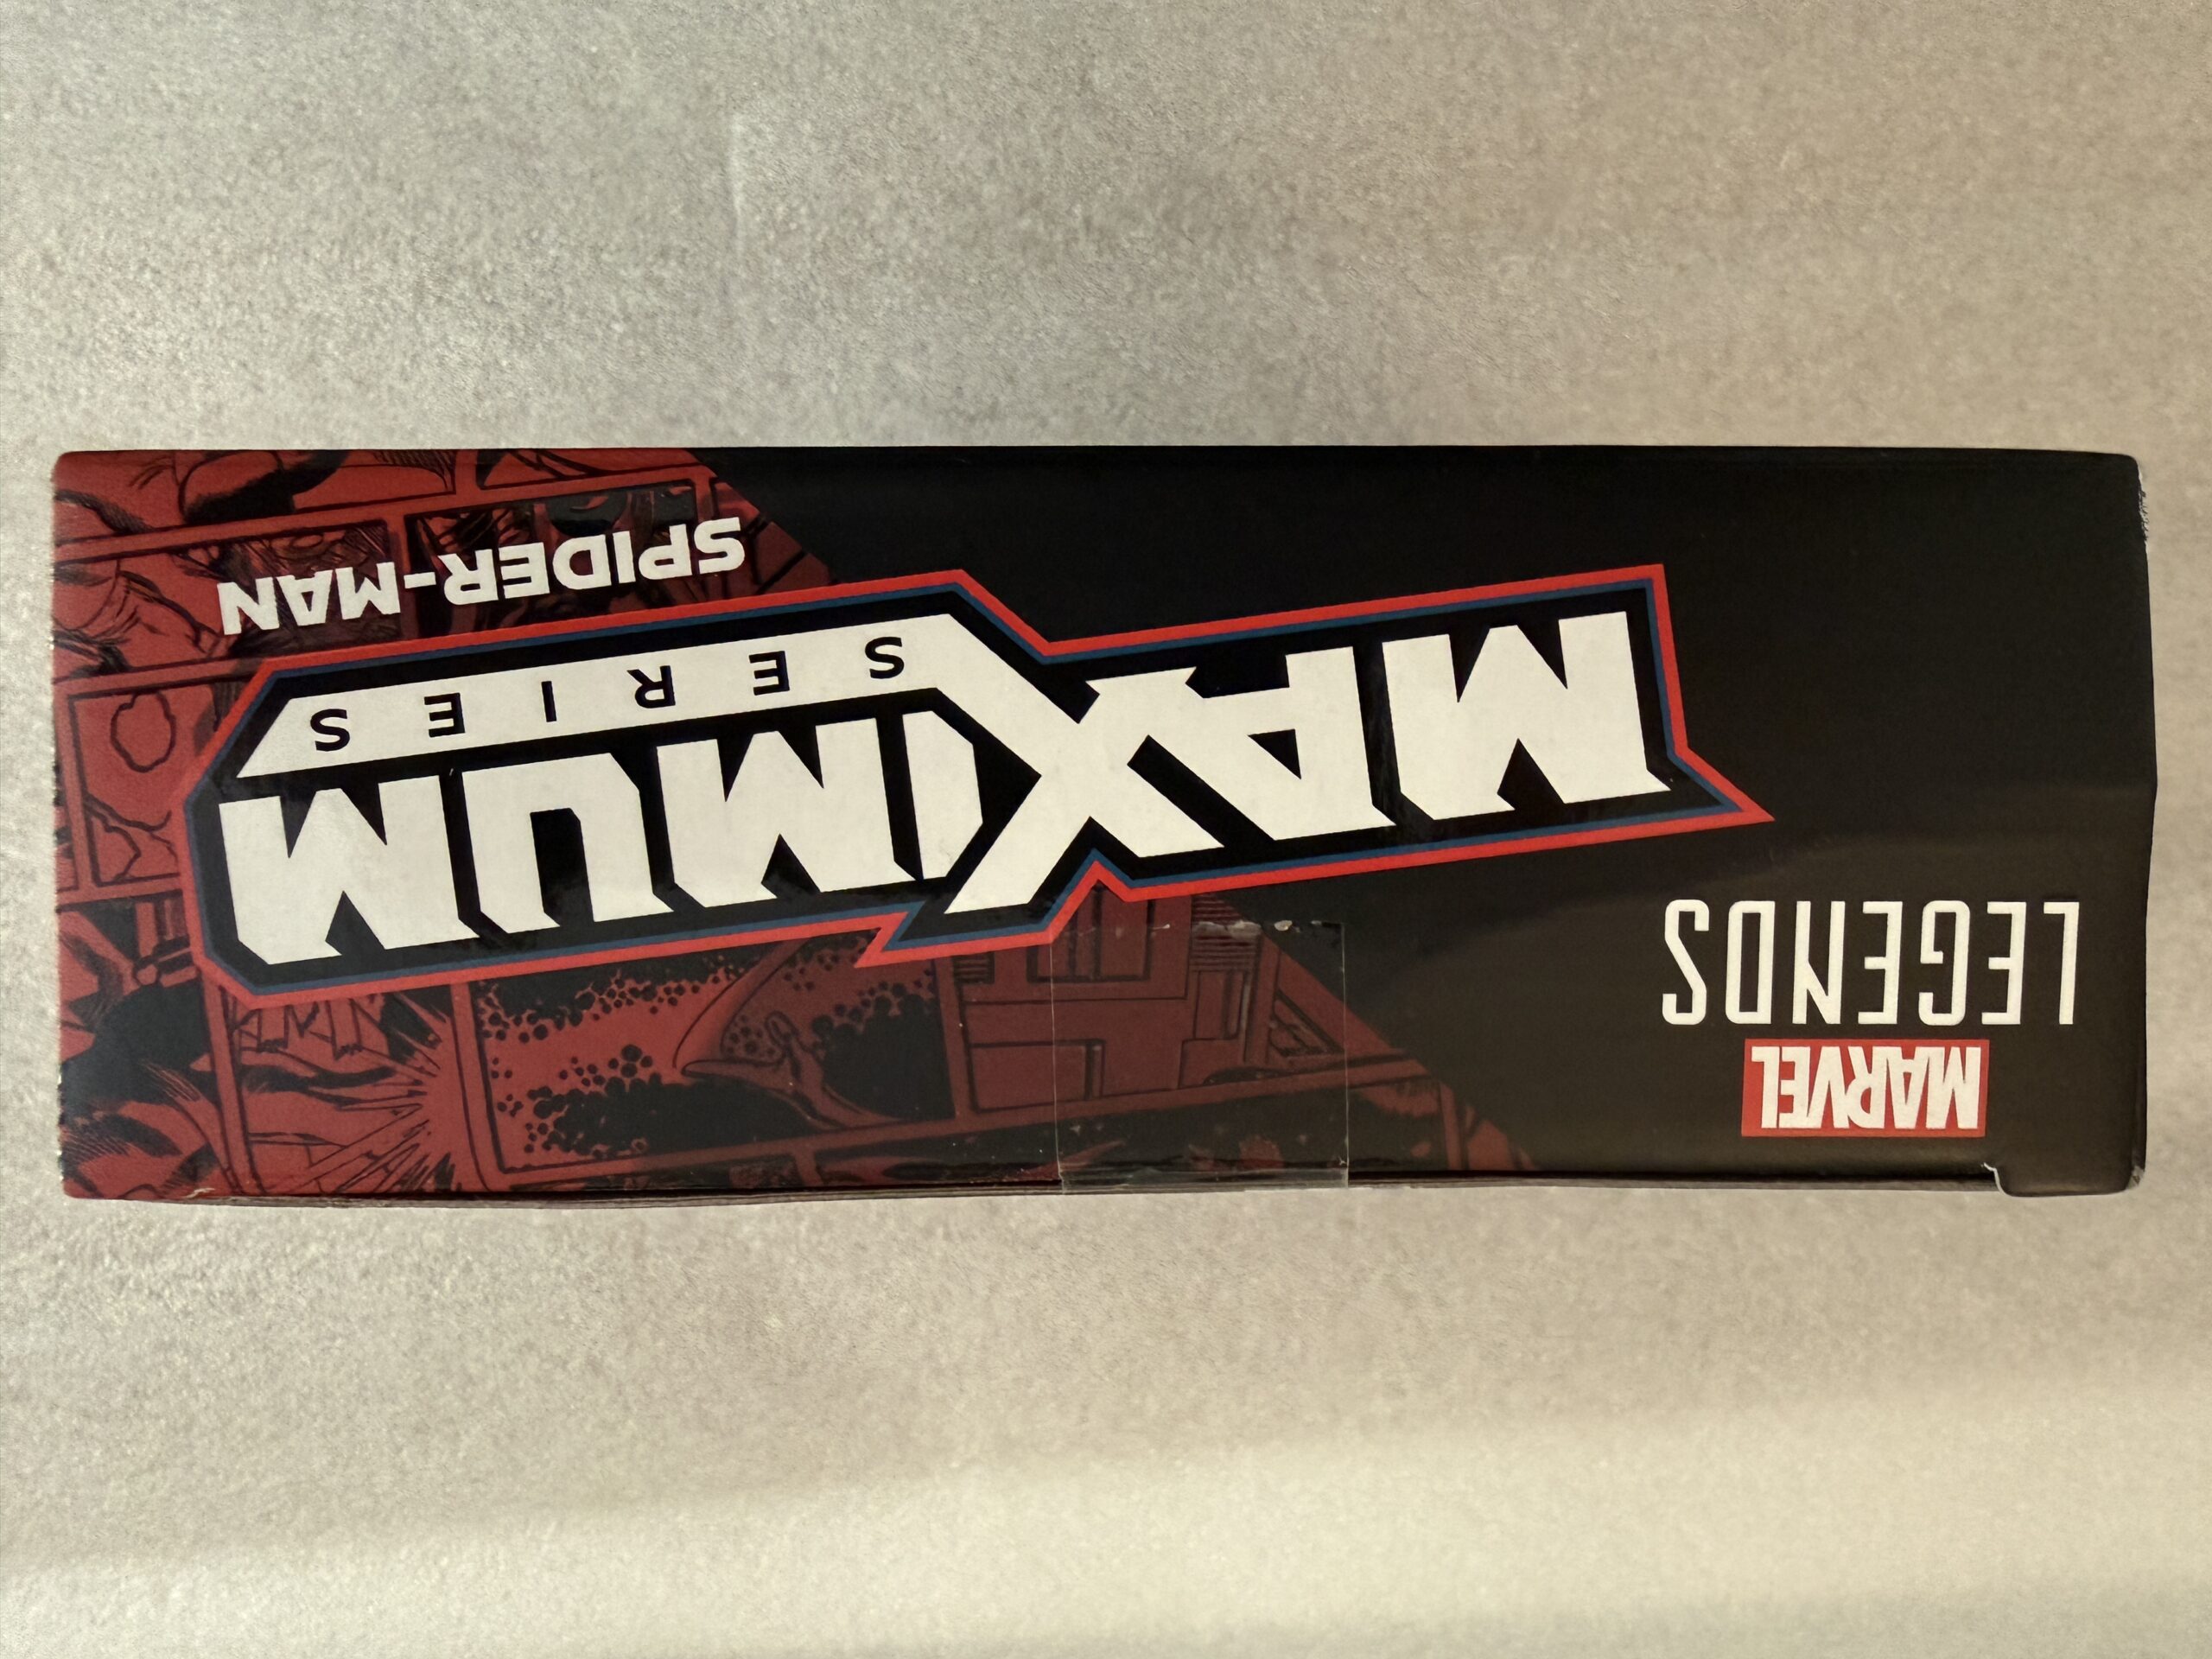 MARVEL
LEGENDS
MAXIMUM
SERIES
SPIDER-MAN